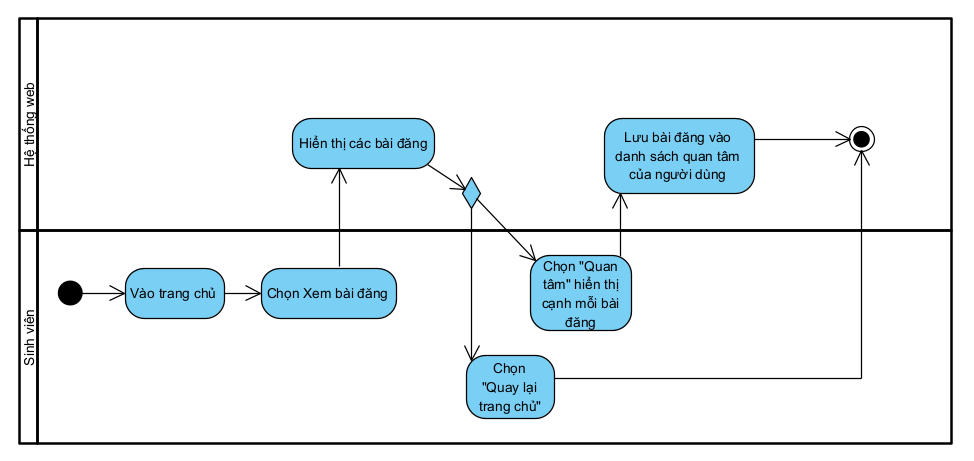 Hệ thống web
Hiển thị các bài đăng
Lưu bài đăng vào
danh sách quan tâm
của người dùng
Sinh viên
Vào trang chủ
Chọn Xem bài đăng
Chọn "Quan
tâm" hiển thị
cạnh mỗi bài
đăng
Chọn
"Quay lại
trang chủ"